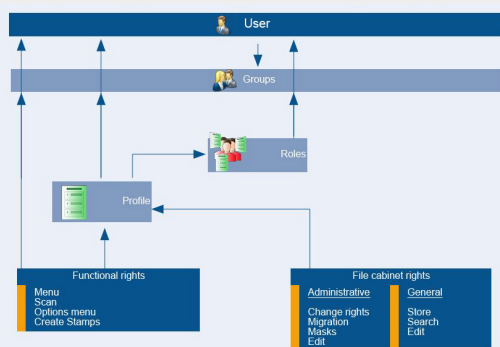 User
Groups
Roles
Profile
Functional rights
Menu
Scan
Options menu
Create Stamps
File cabinet rights
Administrative
Change rights
Migration
Masks
Edit
General
Store
Search
Edit